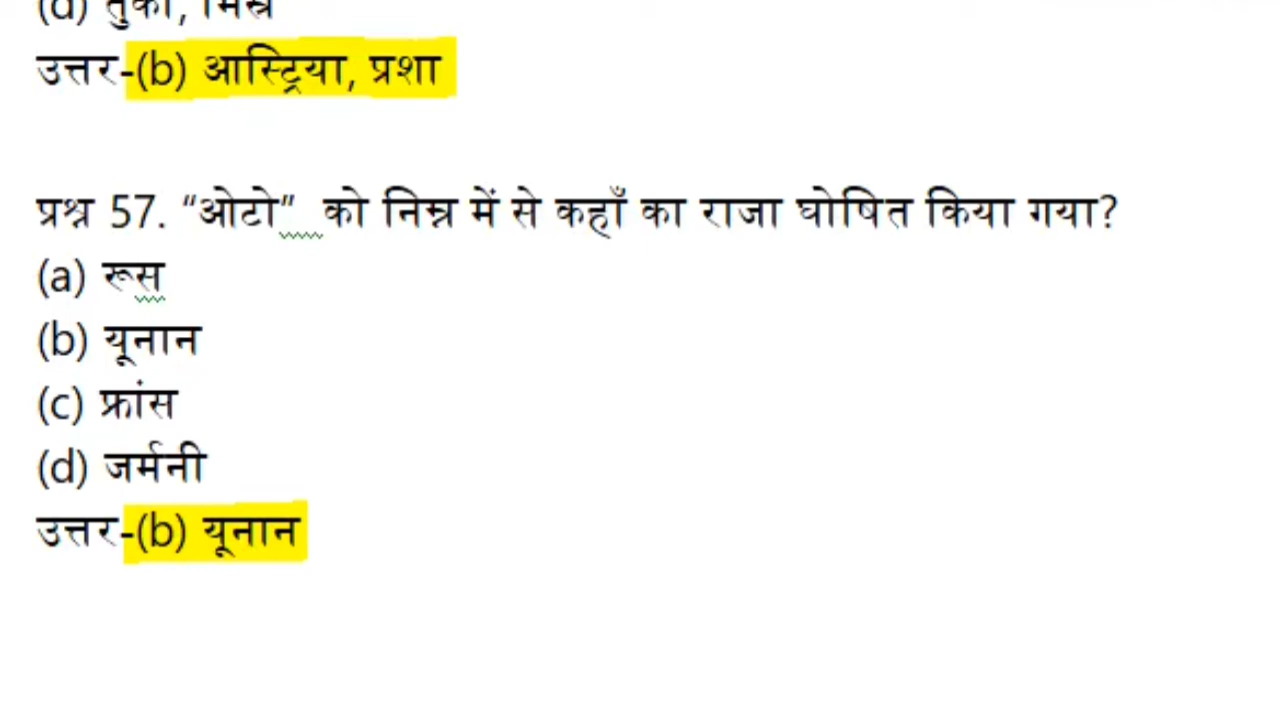 (d) तुर्की, मिस्र
उत्तर-(b) आस्ट्रिया, प्रशा
प्रश्न 57. “ओटो” को निम्न में से कहाँ का राजा घोषित किया गया?
(a) रूस
(b) यूनान
(c) फ्रांस
(d) जर्मनी
उत्तर-(b) यूनान